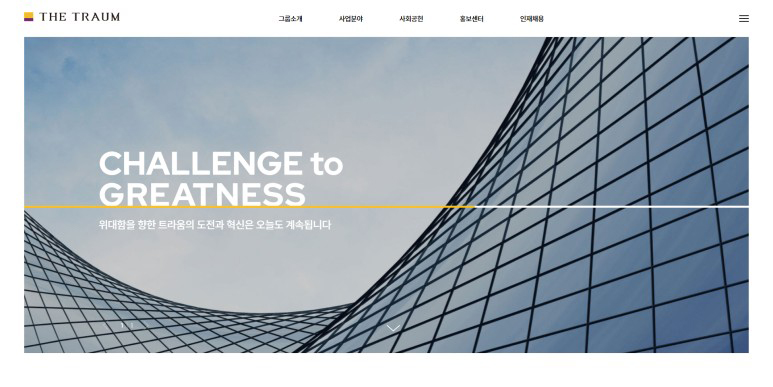 THE TRAUM
그룹소개 사업분야 사회공헌 홍보센터 인재채용
CHALLENGE to
GREATNESS
위대함을 향한 트라움의 도전과 혁신은 오늘도 계속됩니다